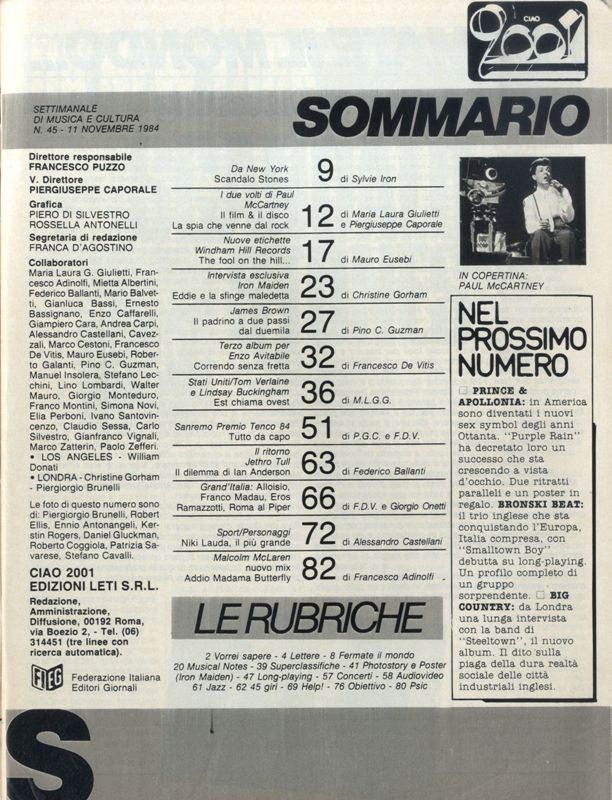 CIAO
2001
SETTIMANALE
DI MUSICA E CULTURA
N. 45 - 11 NOVEMBRE 1984
SOMMARIO
Direttore responsabile
FRANCESCO PUZZO
V. Direttore
PIERGIUSEPPE CAPORALE
Grafica
PIERO DI SILVESTRO
ROSSELLA ANTONELLI
Segretaria di redazione
FRANCA D'AGOSTINO
Collaboratori
Maria Laura G. Giulietti, Fran-
cesco Adinolfi, Mietta Albertini,
Federico Ballanti, Mario Balvet-
ti, Gianluca Bassi, Ernesto
Bassignano, Enzo Caffarelli,
Giampiero Cara, Andrea Carpi,
Alessandro Castellani, Cavez-
zali, Marco Cestoni, Francesco
De Vitis, Mauro Eusebi, Rober-
to Galanti, Pino C. Guzman,
Manuel Insolera, Stefano Lec-
chini, Lino Lombardi, Walter
Mauro, Giorgio Monteduro,
Franco Montini, Simona Novi,
Elia Perboni, Ivano Santovin-
cenzo, Claudio Sessa, Carlo
Silvestro, Gianfranco Vignali,
Marco Zatterin, Paolo Zefferi.
• LOS ANGELES - William
Donati
• LONDRA - Christine Gorham
- Piergiorgio Brunelli
Le foto di questo numero sono
di: Piergiorgio Brunelli, Robert
Ellis, Ennio Antonangeli, Ker-
stin Rogers, Daniel Gluckman,
Roberto Coggiola, Patrizia Sa-
varese, Stefano Cavalli.
CIAO 2001
EDIZIONI LETI S.R.L.
Redazione,
Amministrazione,
Diffusione, 00192 Roma,
via Boezio 2, - Tel. (06)
314451 (tre linee con
ricerca automatica).
FIEG
Federazione Italiana
Editori Giornali
Da New York
Scandalo Stones
9 di Sylvie Iron
I due volti di Paul
McCartney
Il film & il disco
La spia che venne dal rock
12 di Maria Laura Giulietti
e Piergiuseppe Caporale
Nuove etichette
Windham Hill Records
The fool on the hill...
17 di Mauro Eusebi
Intervista esclusiva
Iron Maiden
Eddie e la sfinge maledetta
23 di Christine Gorham
James Brown
Il padrino a due passi
dal duemila
27 di Pino C. Guzman
Terzo album per
Enzo Avitabile
Correndo senza fretta
32 di Francesco De Vitis
Stati Uniti/Tom Verlaine
e Lindsay Buckingham
Est chiama ovest
36 di M.L.G.G.
Sanremo Premio Tenco 84
Tutto da capo
51 di P.G.C. e F.D.V.
Il ritorno
Jethro Tull
Il dilemma di Ian Anderson
63 di Federico Ballanti
Grand'Italia: Alloisio,
Franco Madau, Eros
Ramazzotti, Roma al Piper
66 di F.D.V. e Giorgio Onetti
Sport/Personaggi
Niki Lauda, il più grande
72 di Alessandro Castellani
Malcolm McLaren
nuovo mix
Addio Madama Butterfly
82 di Francesco Adinolfi
LE RUBRICHE
2 Vorrei sapere - 4 Lettere - 8 Fermate il mondo
20 Musical Notes - 39 Superclassifiche - 41 Photostory e Poster
(Iron Maiden) - 47 Long-playing - 57 Concerti - 58 Audiovideo
61 Jazz - 62 45 giri - 69 Help! - 76 Obiettivo - 80 Psic
IN COPERTINA:
PAUL McCARTNEY
NEL
PROSSIMO
NUMERO
□ PRINCE &
APOLLONIA: in America
sono diventati i nuovi
sex symbol degli anni
Ottanta. "Purple Rain"
ha decretato loro un
successo che sta
crescendo a vista
d'occhio. Due ritratti
paralleli e un poster in
regalo. BRONSKI BEAT:
il trio inglese che sta
conquistando l'Europa,
Italia compresa, con
"Smalltown Boy"
debutta su long-playing.
Un profilo completo di
un gruppo
sorprendente. □ BIG
COUNTRY: da Londra
una lunga intervista
con la band di
"Steeltown", il nuovo
album. Il dito sulla
piaga della dura realtà
sociale delle città
industriali inglesi.
S